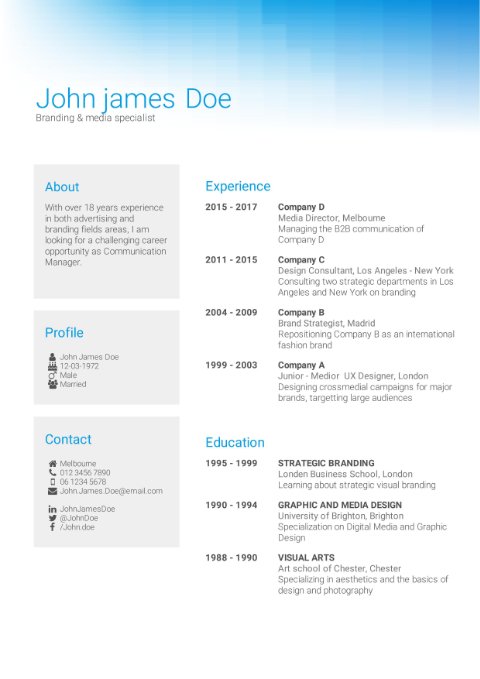 John james Doe
Branding & media specialist
About
With over 18 years experience
in both advertising and
branding fields areas, I am
looking for a challenging career
opportunity as Communication
Manager.
Profile
John James Doe
12-03-1972
Male
Married
Contact
Melbourne
012 3456 7890
06 1234 5678
John.James.Doe@email.com
JohnJamesDoe
@JohnDoe
/John.doe
Experience
2015 - 2017 Company D
Media Director, Melbourne
Managing the B2B communication of
Company D
2011 - 2015 Company C
Design Consultant, Los Angeles - New York
Consulting two strategic departments in Los
Angeles and New York on branding
2004 - 2009 Company B
Brand Strategist, Madrid
Repositioning Company B as an international
fashion brand
1999 - 2003 Company A
Junior - Medior UX Designer, London
Designing crossmedial campaigns for major
brands, targetting large audiences
Education
1995 - 1999 STRATEGIC BRANDING
Londen Business School, London
Learning about strategic visual branding
1990 - 1994 GRAPHIC AND MEDIA DESIGN
University of Brighton, Brighton
Specialization on Digital Media and Graphic
Design
1988 - 1990 VISUAL ARTS
Art school of Chester, Chester
Specializing in aesthetics and the basics of
design and photography